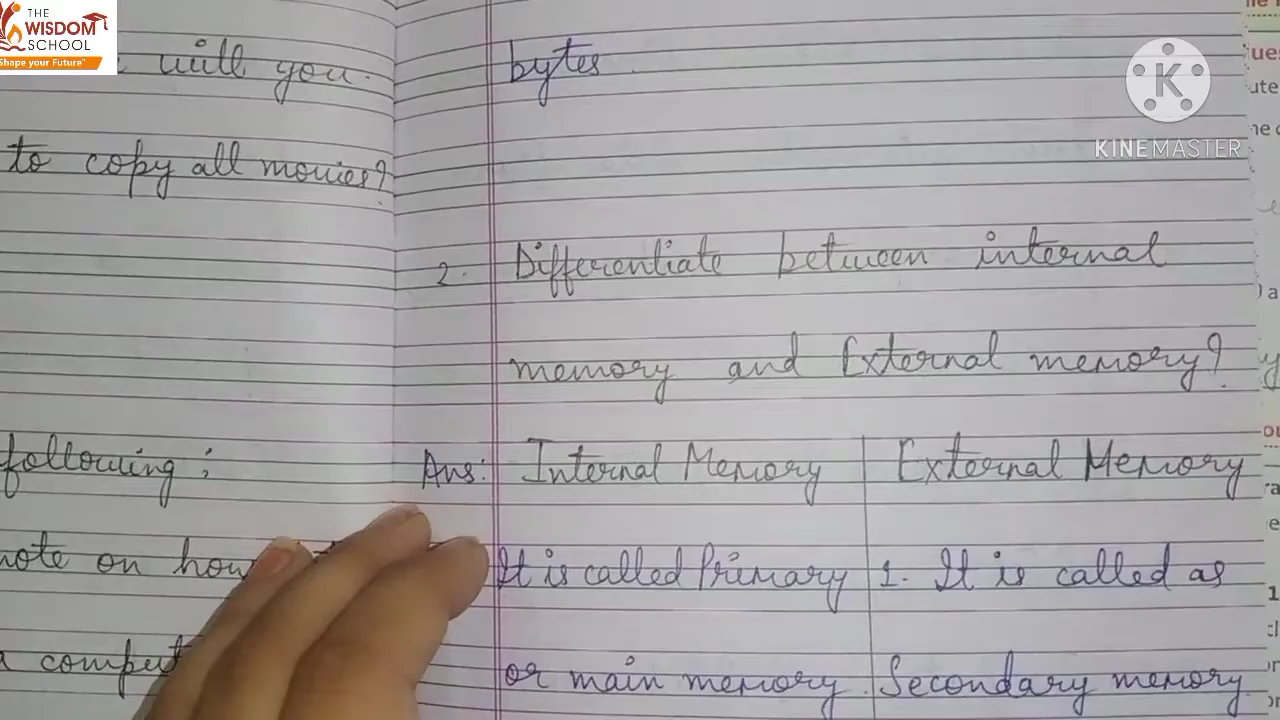 THE
WISDOM
SCHOOL
Shape your Future"
will you.
to copy all movies?
following :
note on how
a comput
bytes.
2. Differentiate between internal
memory and External memory?
Ans: Internal Memory | External Memory
It is called Primary | 1. It is called as
or main memory. | Secondary memory.
K
KINEMASTER